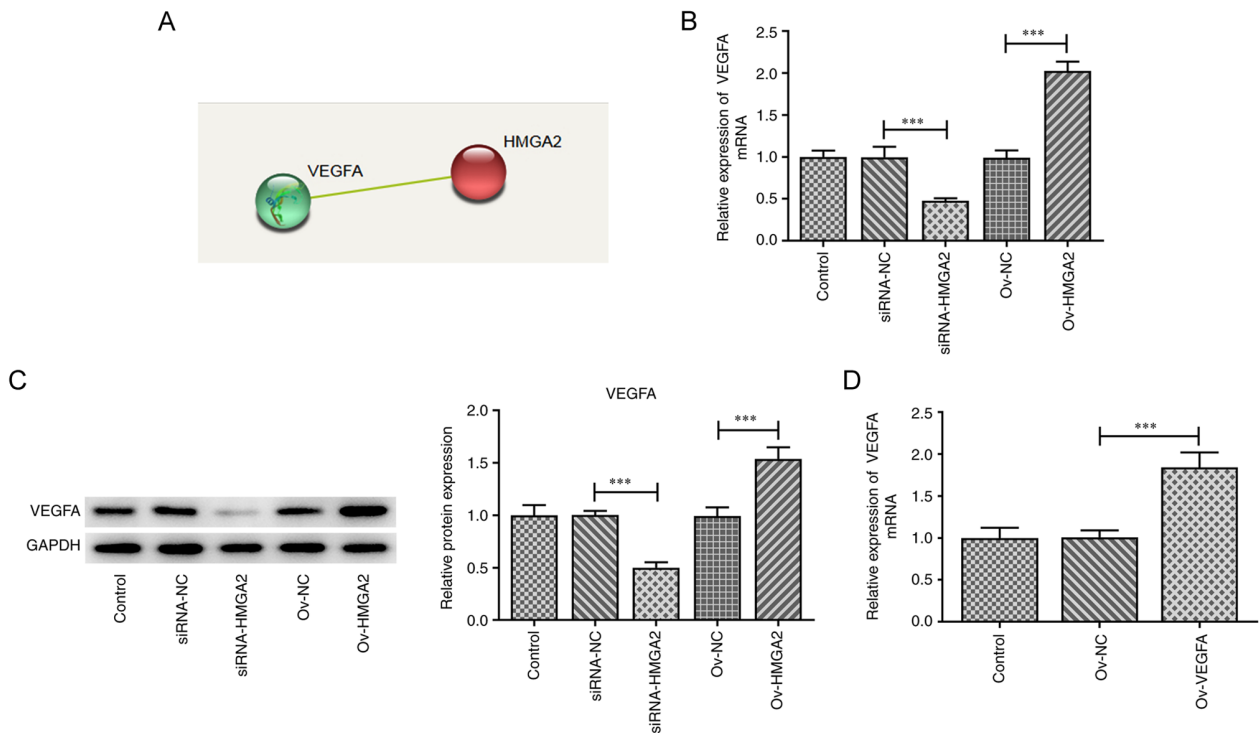 A
VEGFA
HMGA2
B
Relative expression of VEGFA
mRNA
2.5
2.0
1.5
1.0
0.5
0.0
***
***
Control
siRNA-NC
siRNA-HMGA2
Ov-NC
Ov-HMGA2
C
VEGFA
GAPDH
Control
siRNA-NC
siRNA-HMGA2
Ov-NC
Ov-HMGA2
VEGFA
Relative protein expression
2.0
1.5
1.0
0.5
0.0
***
***
Control
siRNA-NC
siRNA-HMGA2
Ov-NC
Ov-HMGA2
D
Relative expression of VEGFA
mRNA
2.5
2.0
1.5
1.0
0.5
0.0
***
Control
Ov-NC
Ov-VEGFA